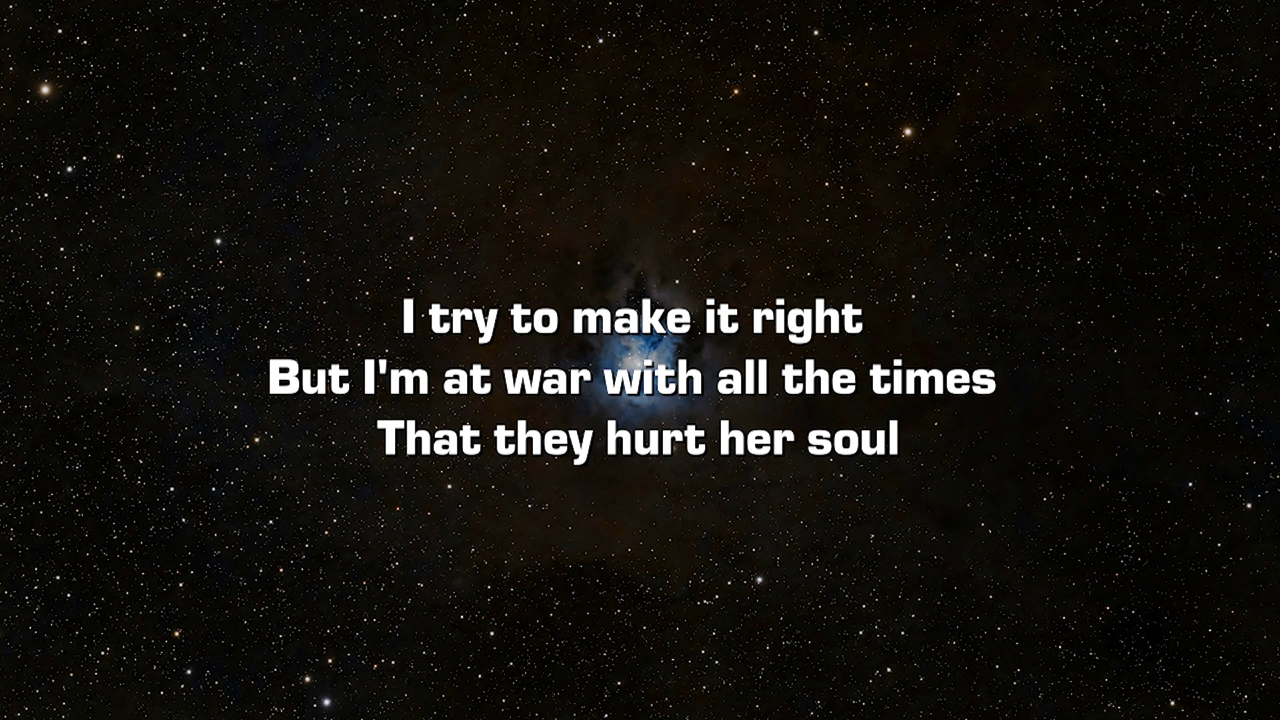 I try to make it right
But I'm at war with all the times
That they hurt her soul